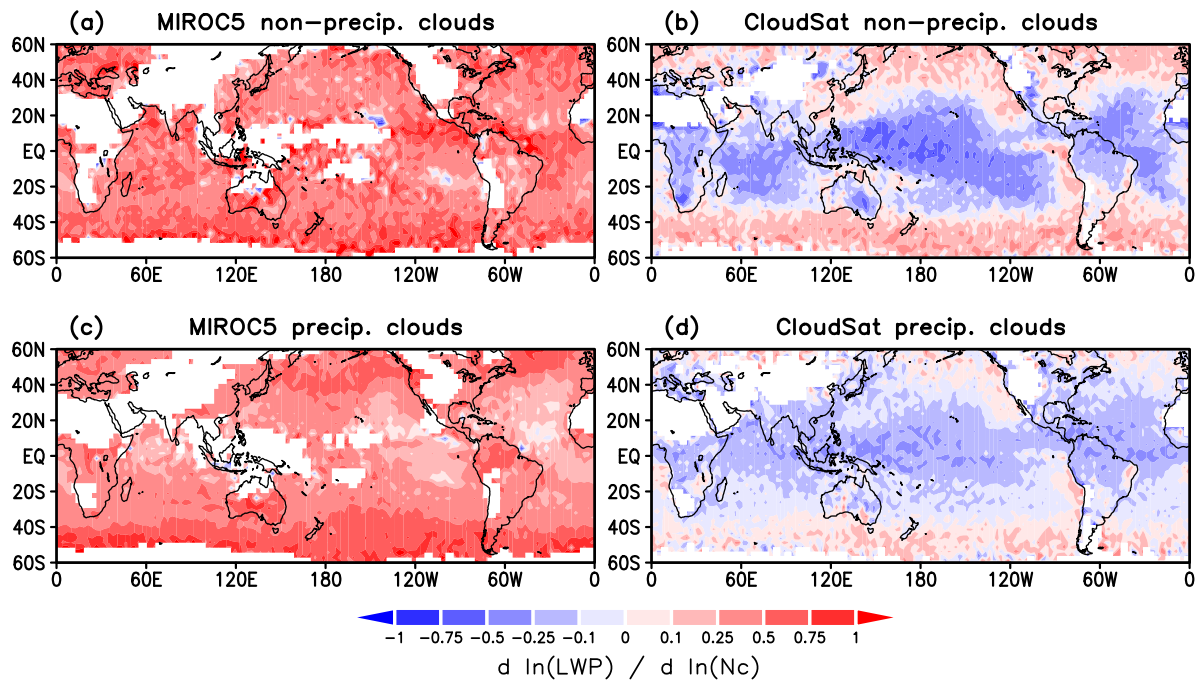 (a) MIROC5 non-precip. clouds
60N
40N
20N
EQ
20S
40S
60S
0 60E 120E 180 120W 60W 0
(b) CloudSat non-precip. clouds
60N
40N
20N
EQ
20S
40S
60S
0 60E 120E 180 120W 60W 0
(c) MIROC5 precip. clouds
60N
40N
20N
EQ
20S
40S
60S
0 60E 120E 180 120W 60W 0
(d) CloudSat precip. clouds
60N
40N
20N
EQ
20S
40S
60S
0 60E 120E 180 120W 60W 0
-1 -0.75 -0.5 -0.25 -0.1 0 0.1 0.25 0.5 0.75 1
d ln(LWP) / d ln(Nc)